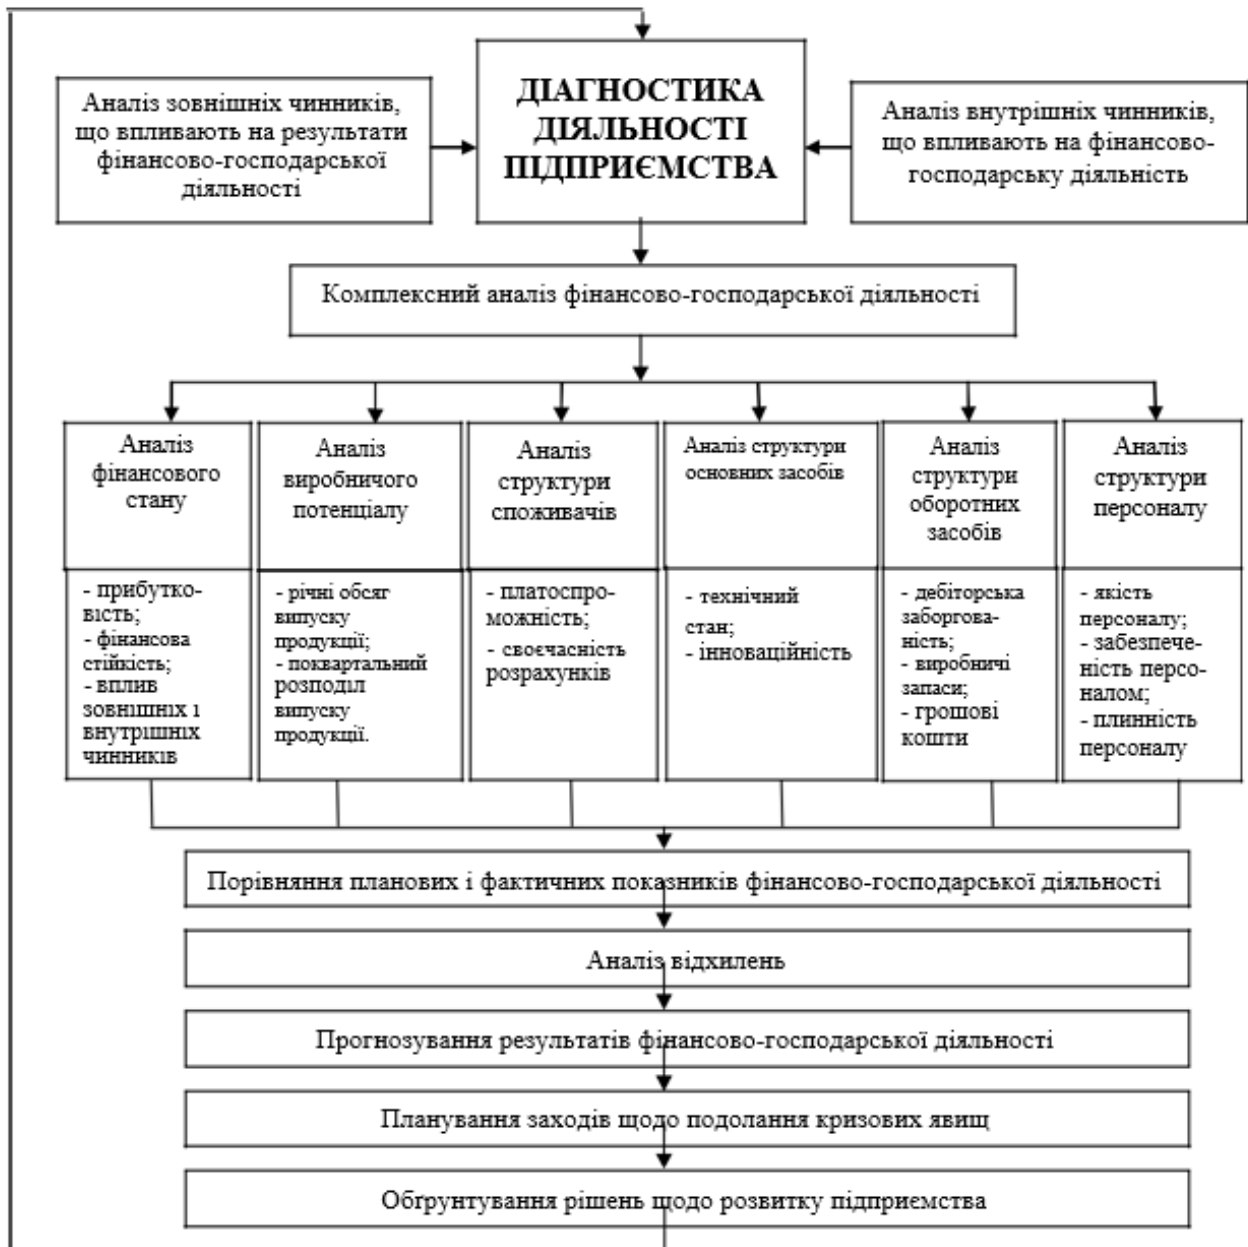 ДІАГНОСТИКА
ДІЯЛЬНОСТІ
ПІДПРИЄМСТВА
Аналіз зовнішніх чинників,
що впливають на результати
фінансово-господарської
діяльності
Аналіз внутрішніх чинників,
що впливають на фінансово-
господарську діяльність
Комплексний аналіз фінансово-господарської діяльності
Аналіз
фінансового
стану
Аналіз
виробничого
потенціалу
Аналіз
структури
споживачів
Аналіз структури
основних засобів
Аналіз
структури
оборотних
засобів
Аналіз
структури
персоналу
- прибутко-
вість;
- фінансова
стійкість;
- вплив
зовнішніх і
внутрішніх
чинників
- річні обсяг
випуску
продукції;
- поквартальний
розподіл
випуску
продукції.
- платоспро-
можність;
- своєчасність
розрахунків
- технічний
стан;
- інноваційність
- дебіторська
заборгова-
ність;
- виробничі
запаси;
- грошові
кошти
- якість
персоналу;
- забезпече-
ність персо-
налом;
- плинність
персоналу
Порівняння планових і фактичних показників фінансово-господарської діяльності
Аналіз відхилень
Прогнозування результатів фінансово-господарської діяльності
Планування заходів щодо подолання кризових явищ
Обґрунтування рішень щодо розвитку підприємства